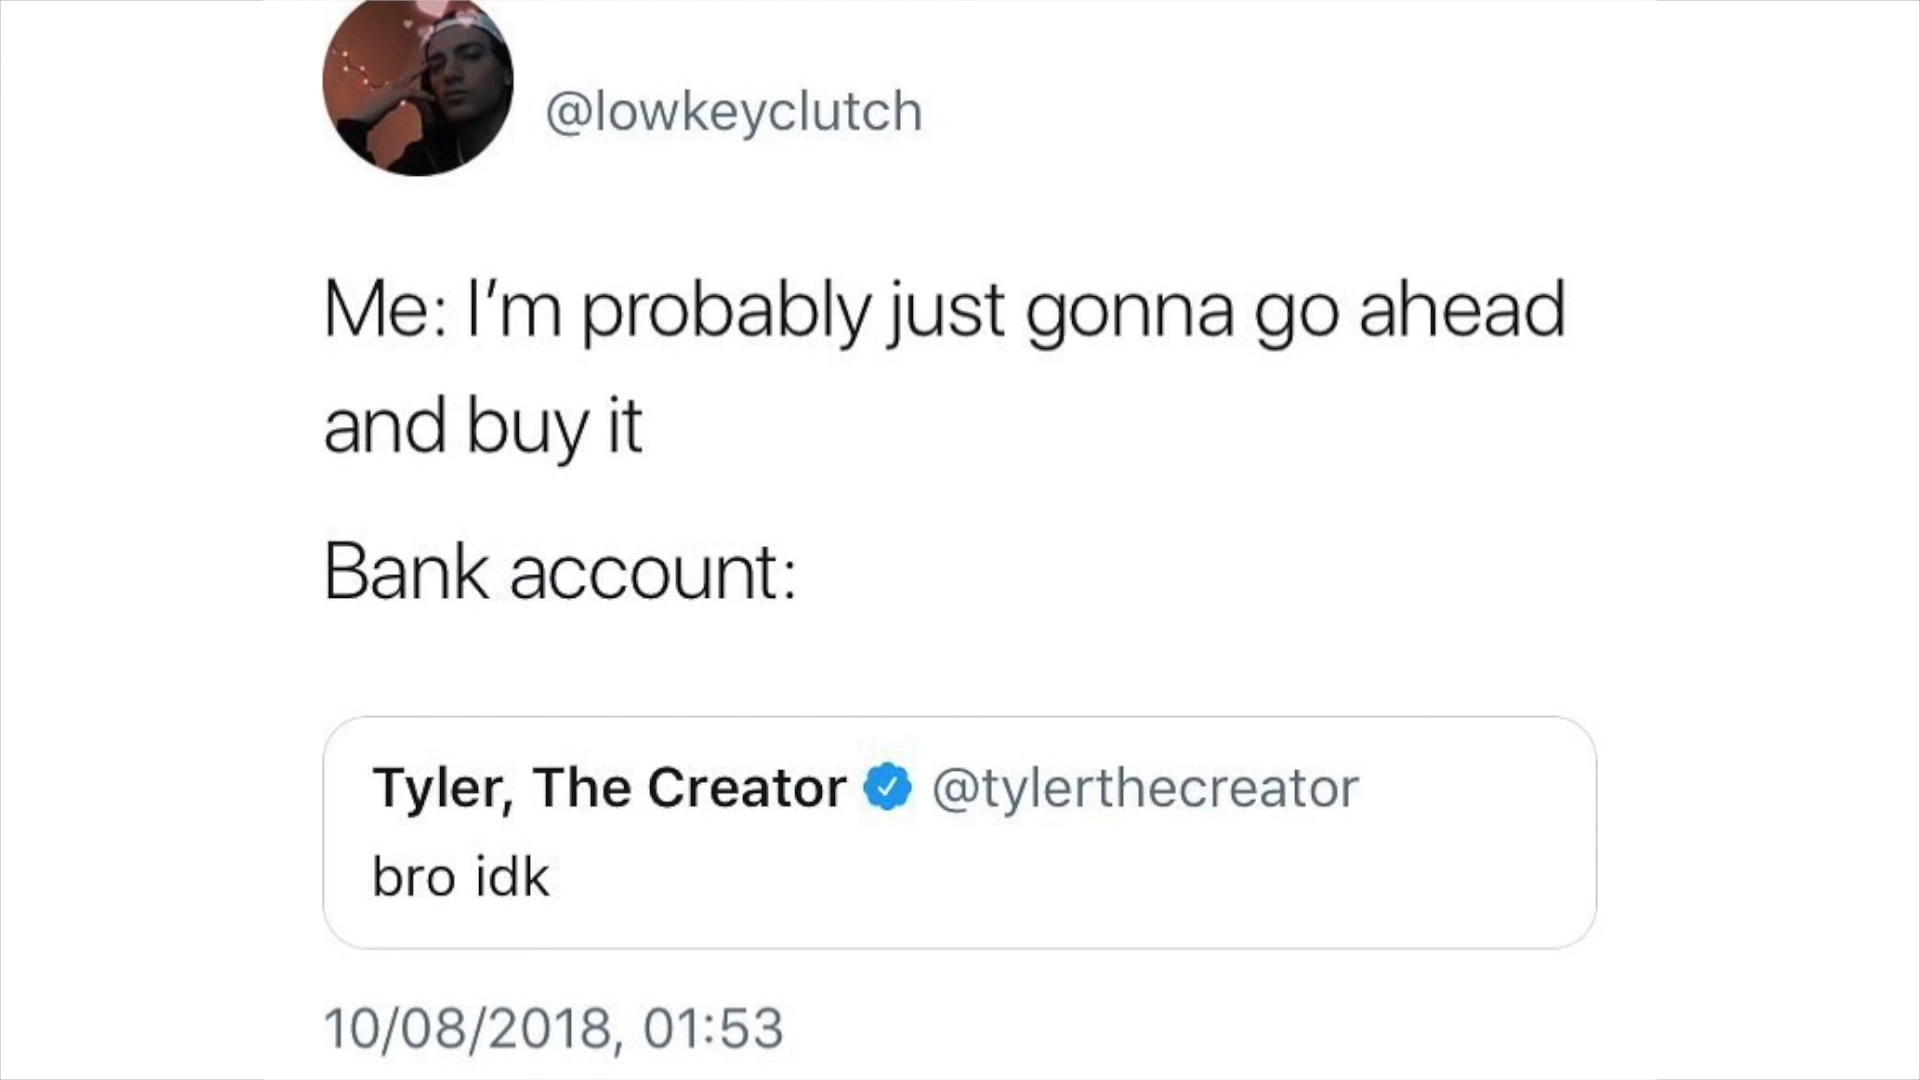 @lowkeyclutch
Me: I’m probably just gonna go ahead
and buy it
Bank account:
Tyler, The Creator @tylerthecreator
bro idk
10/08/2018, 01:53